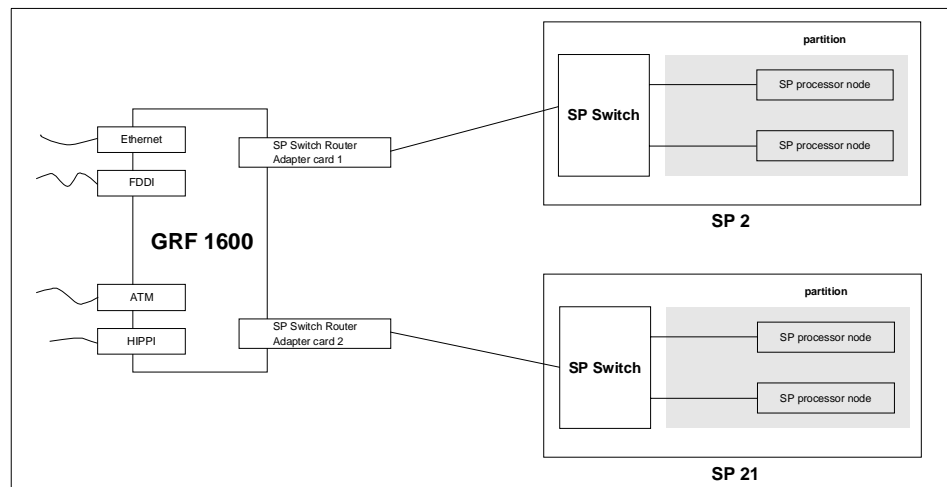 partition
SP processor node
SP Switch
SP processor node
SP 2
Ethernet
FDDI
GRF 1600
ATM
HIPPI
SP Switch Router
Adapter card 1
SP Switch Router
Adapter card 2
partition
SP processor node
SP Switch
SP processor node
SP 21